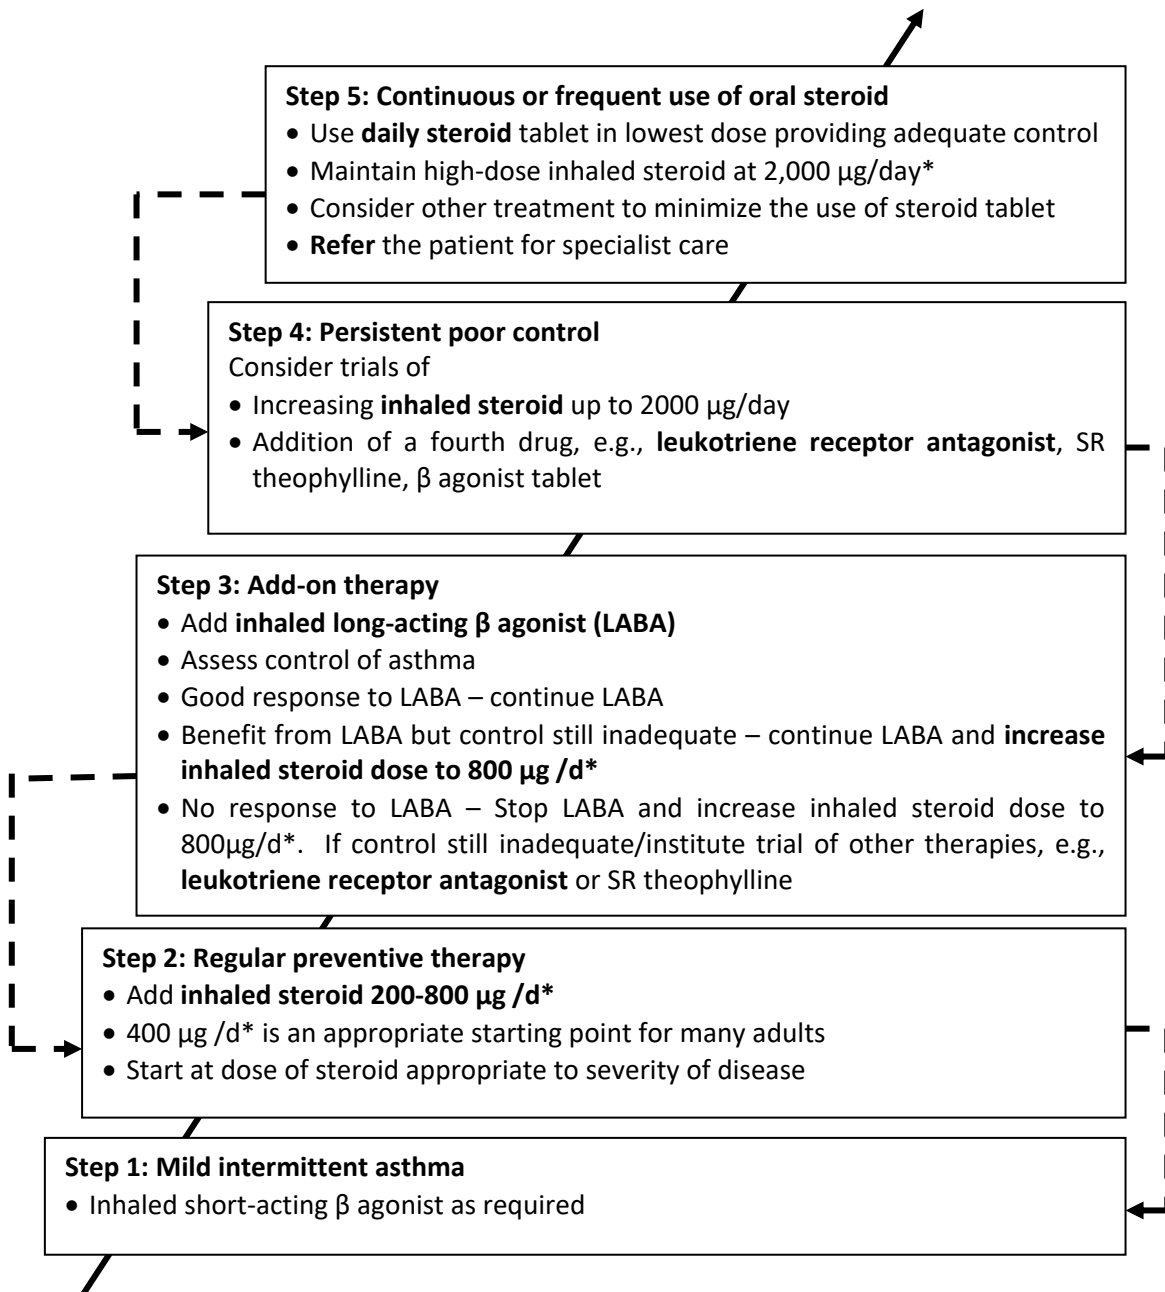 Step 5: Continuous or frequent use of oral steroid
• Use daily steroid tablet in lowest dose providing adequate control
• Maintain high-dose inhaled steroid at 2,000 µg/day*
• Consider other treatment to minimize the use of steroid tablet
• Refer the patient for specialist care
Step 4: Persistent poor control
Consider trials of
• Increasing inhaled steroid up to 2000 µg/day
• Addition of a fourth drug, e.g., leukotriene receptor antagonist, SR
theophylline, β agonist tablet
Step 3: Add-on therapy
• Add inhaled long-acting β agonist (LABA)
• Assess control of asthma
• Good response to LABA – continue LABA
• Benefit from LABA but control still inadequate – continue LABA and increase
inhaled steroid dose to 800 µg /d*
• No response to LABA – Stop LABA and increase inhaled steroid dose to
800µg/d*. If control still inadequate/institute trial of other therapies, e.g.,
leukotriene receptor antagonist or SR theophylline
Step 2: Regular preventive therapy
• Add inhaled steroid 200-800 µg /d*
• 400 µg /d* is an appropriate starting point for many adults
• Start at dose of steroid appropriate to severity of disease
Step 1: Mild intermittent asthma
• Inhaled short-acting β agonist as required